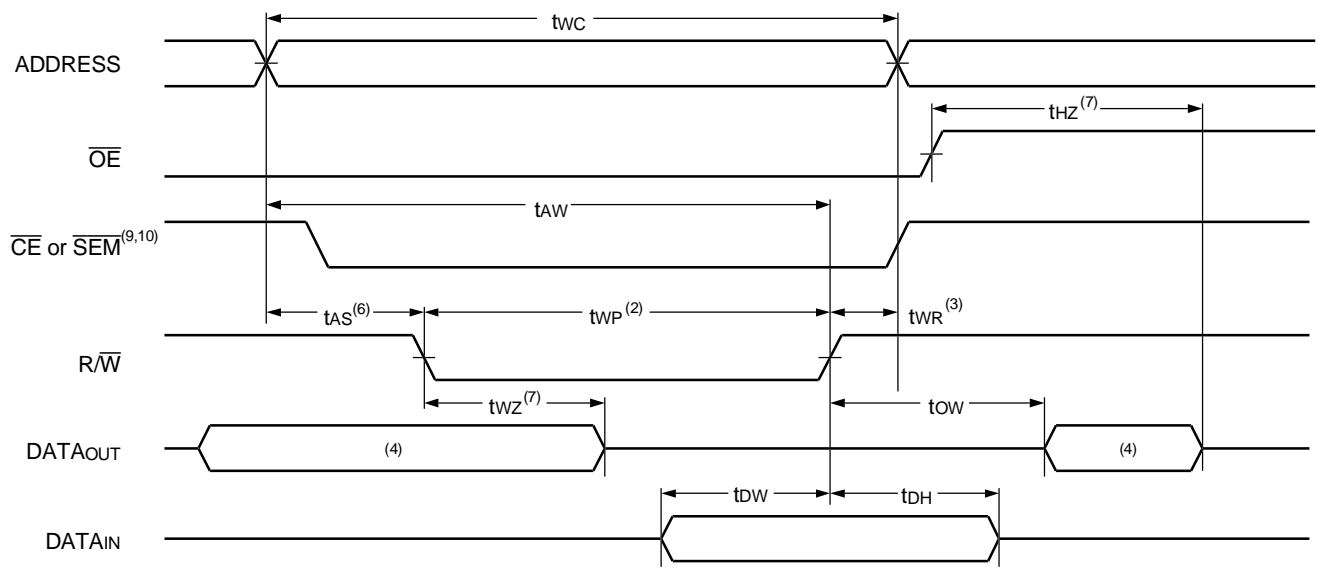 tWC
ADDRESS
tHZ(7)
OE
tAW
CE or SEM(9,10)
tAS(6)
tWP(2)
tWR(3)
R/W
tWZ(7)
tOW
DATAOUT
(4)
(4)
tDW
tDH
DATAIN